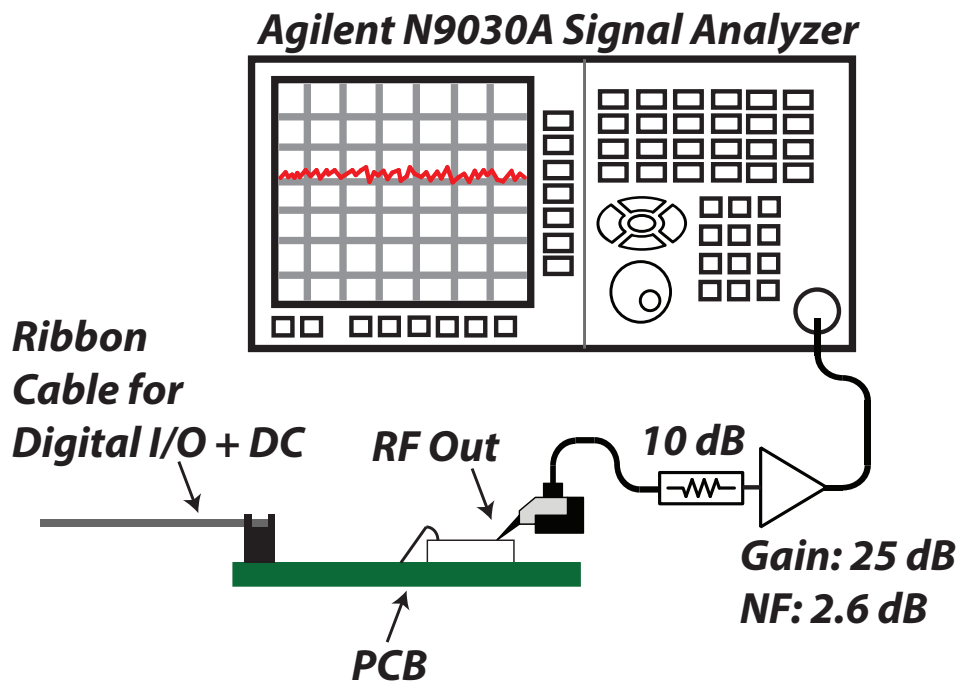 Agilent N9030A Signal Analyzer
Ribbon
Cable for
Digital I/O + DC
RF Out
10 dB
Gain: 25 dB
NF: 2.6 dB
PCB